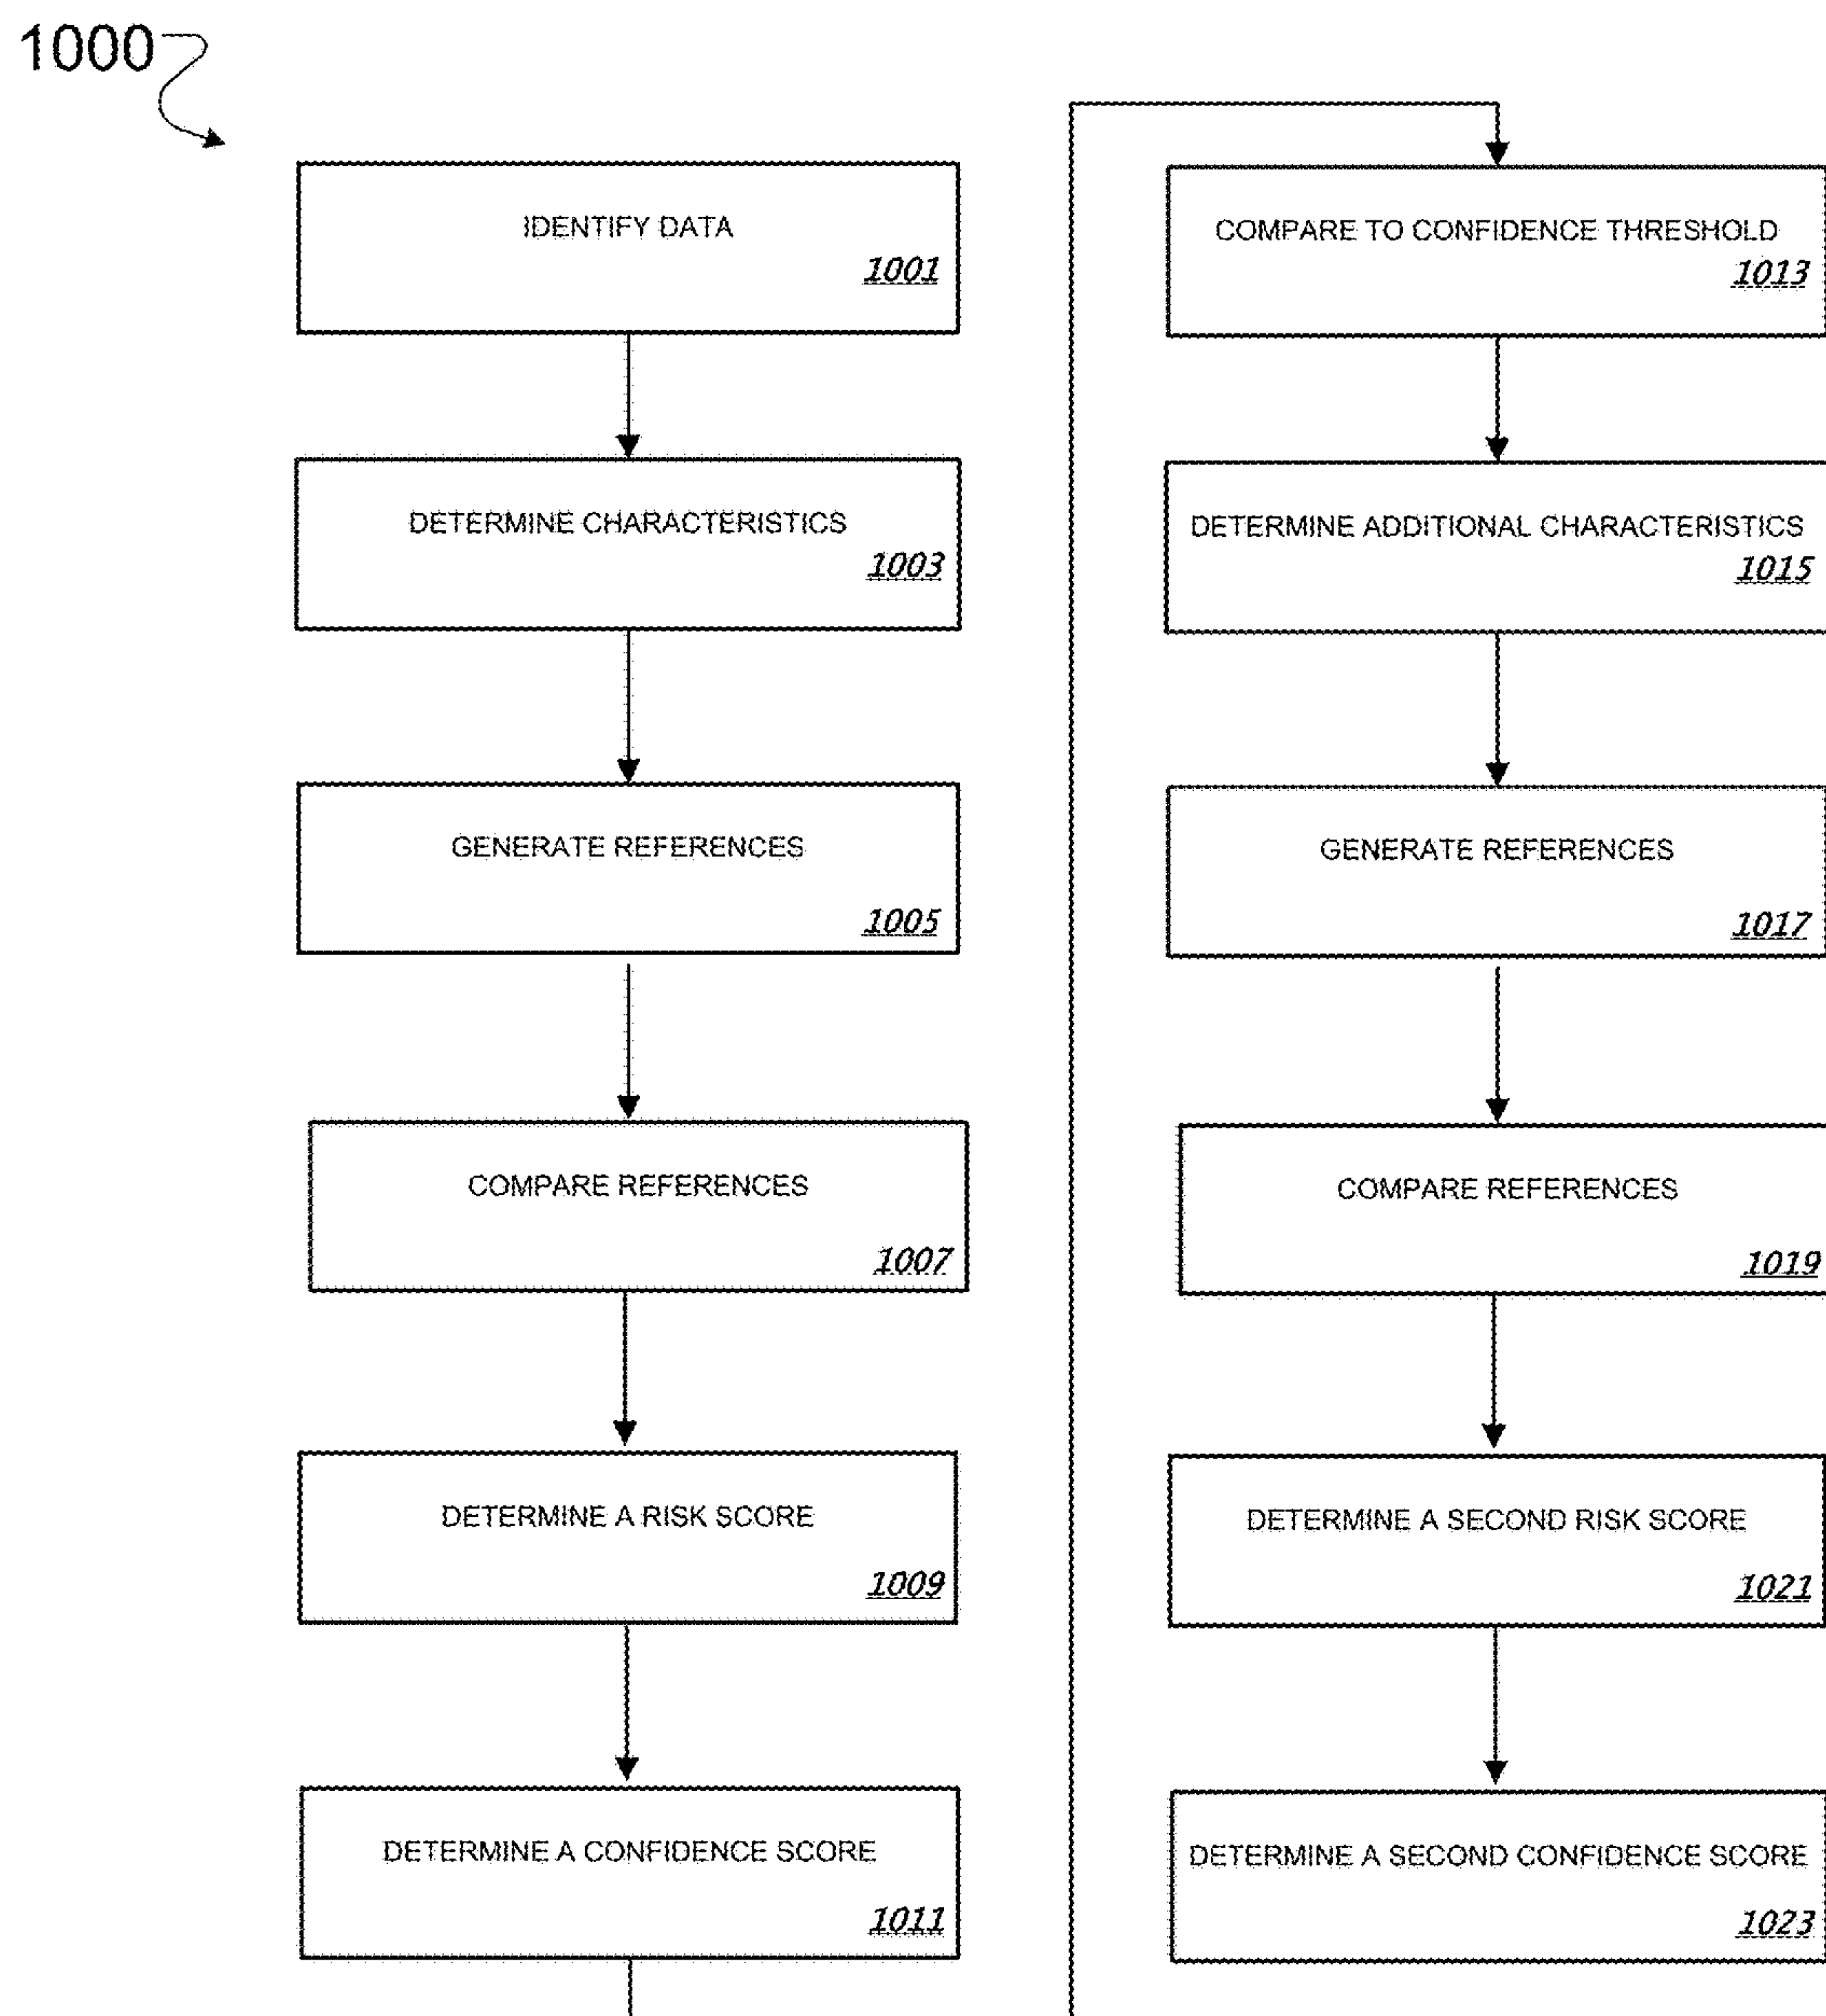 1000
IDENTIFY DATA
1001
DETERMINE CHARACTERISTICS
1003
GENERATE REFERENCES
1005
COMPARE REFERENCES
1007
DETERMINE A RISK SCORE
1009
DETERMINE A CONFIDENCE SCORE
1011
COMPARE TO CONFIDENCE THRESHOLD
1013
DETERMINE ADDITIONAL CHARACTERISTICS
1015
GENERATE REFERENCES
1017
COMPARE REFERENCES
1019
DETERMINE A SECOND RISK SCORE
1021
DETERMINE A SECOND CONFIDENCE SCORE
1023